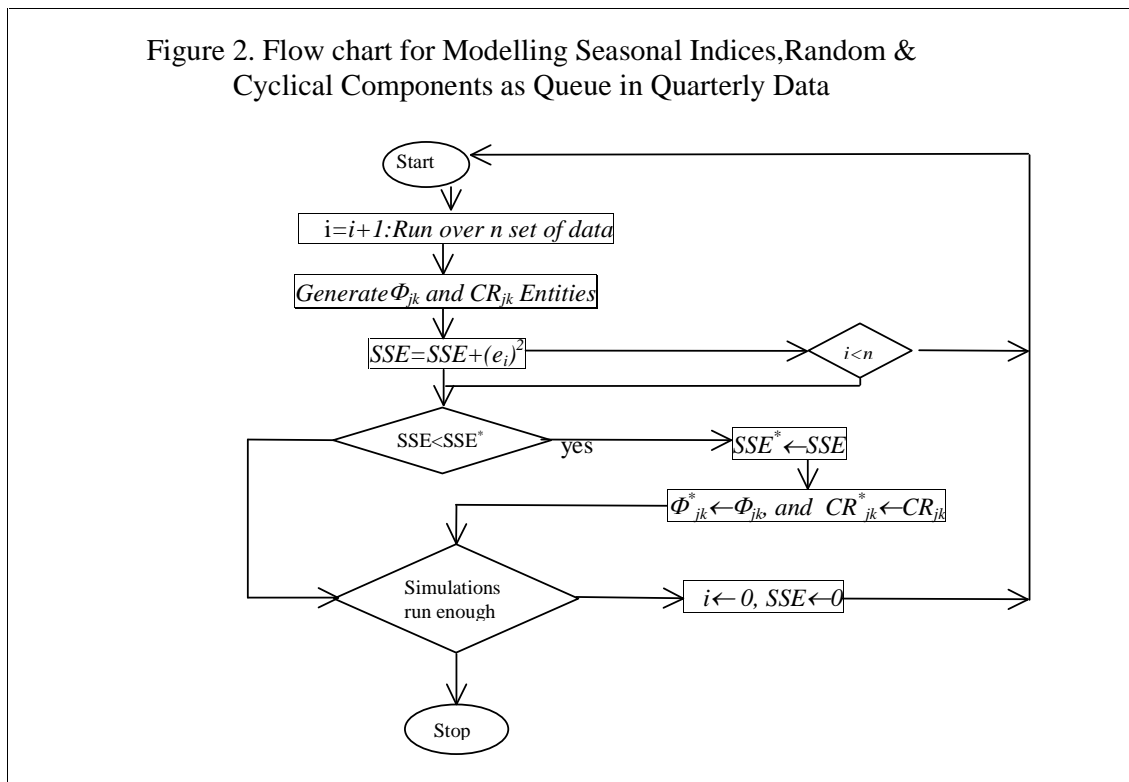 Figure 2. Flow chart for Modelling Seasonal Indices,Random &
Cyclical Components as Queue in Quarterly Data
Start
i=i+1:Run over n set of data
Generate Φjk and CRjk Entities
SSE=SSE+(ei)2
i<n
SSE<SSE*
yes
SSE*←SSE
Φ*jk←Φjk, and CR*jk←CRjk
Simulations
run enough
i←0, SSE←0
Stop